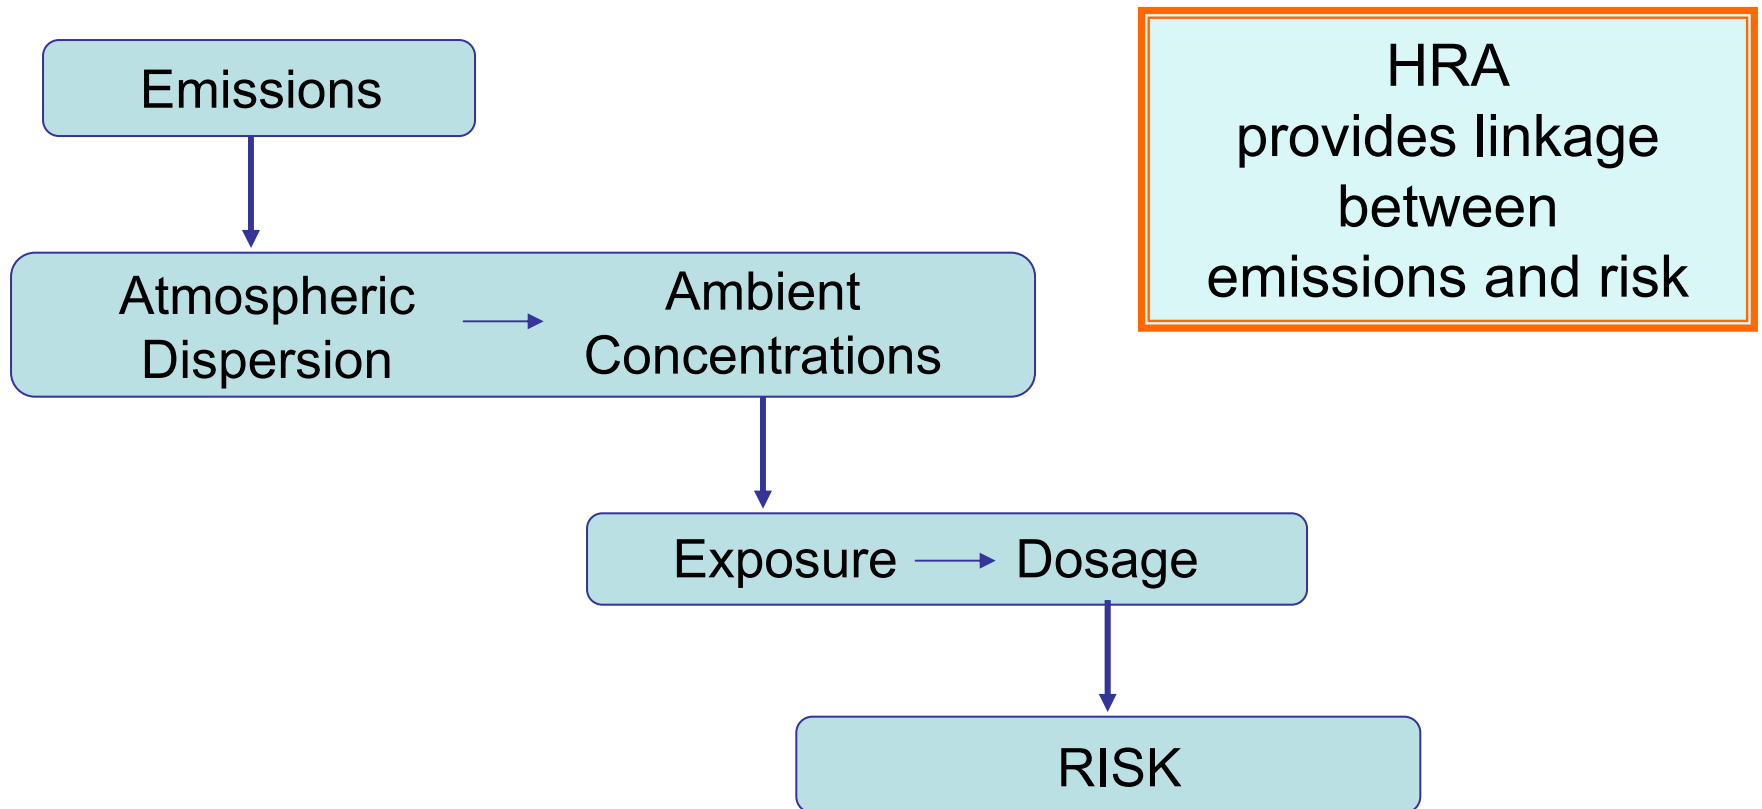 Emissions
HRA
provides linkage
between
emissions and risk
Atmospheric
Dispersion
Ambient
Concentrations
Exposure
Dosage
RISK